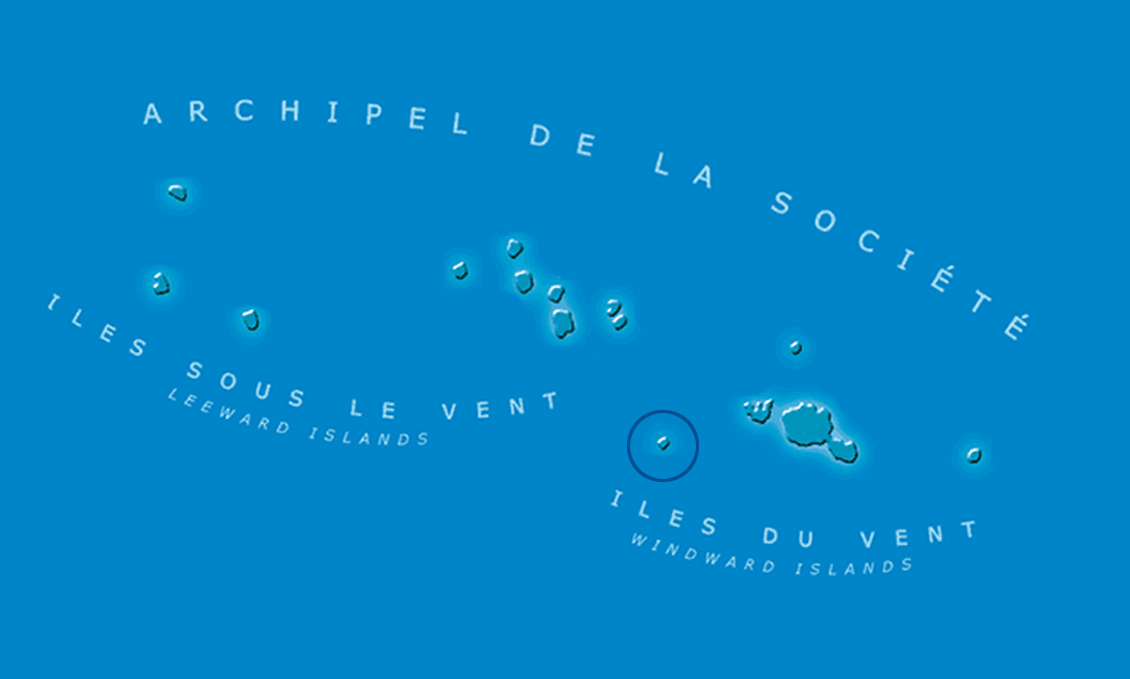 ARCHIPEL DE LA SOCIÉTÉ
ILES SOUS LE VENT
LEEWARD ISLANDS
ILES DU VENT
WINDWARD ISLANDS